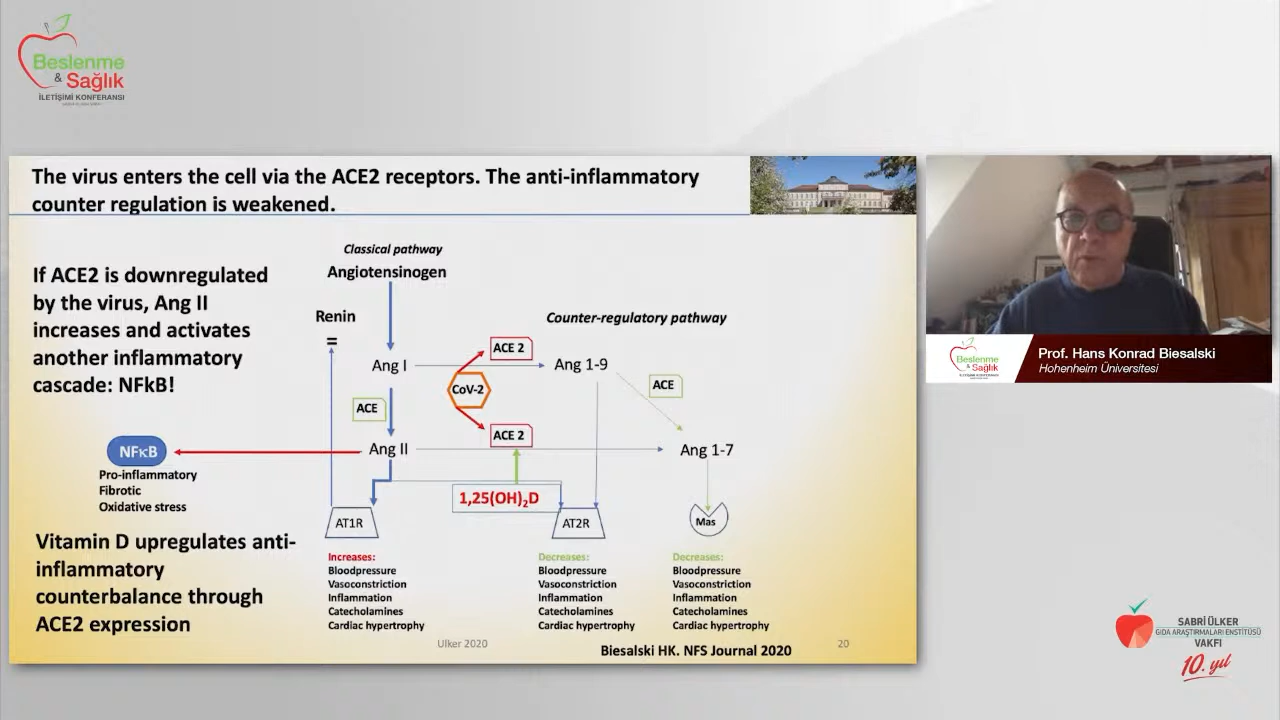 Beslenme
& Sağlık
İLETİŞİMİ KONFERANSI
The virus enters the cell via the ACE2 receptors. The anti-inflammatory
counter regulation is weakened.
If ACE2 is downregulated
by the virus, Ang II
increases and activates
another inflammatory
cascade: NFkB!
Classical pathway
Angiotensinogen
Renin
=
Counter-regulatory pathway
Ang I
ACE 2
Ang 1-9
CoV-2
ACE
ACE
ACE 2
NFκB
Ang II
Ang 1-7
Pro-inflammatory
Fibrotic
Oxidative stress
1,25(OH)₂D
AT1R
AT2R
Mas
Vitamin D upregulates anti-
inflammatory
counterbalance through
ACE2 expression
Increases:
Bloodpressure
Vasoconstriction
Inflammation
Catecholamines
Cardiac hypertrophy
Decreases:
Bloodpressure
Vasoconstriction
Inflammation
Catecholamines
Cardiac hypertrophy
Decreases:
Bloodpressure
Vasoconstriction
Inflammation
Catecholamines
Cardiac hypertrophy
Ulker 2020
Biesalski HK. NFS Journal 2020
20
Beslenme
& Sağlık
Prof. Hans Konrad Biesalski
Hohenheim Üniversitesi
SABRİ ÜLKER
GIDA ARAŞTIRMALARI ENSTİTÜSÜ
VAKFI
10. yıl